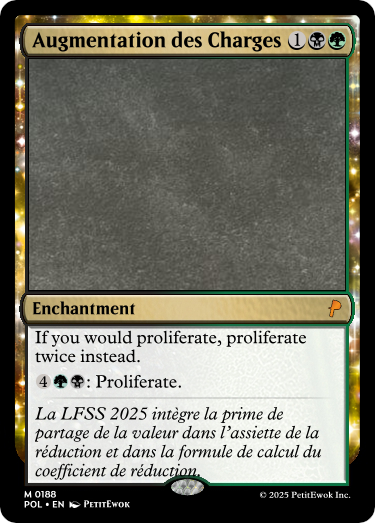 Augmentation des Charges 1
Enchantment
If you would proliferate, proliferate
twice instead.
4: Proliferate.
La LFSS 2025 intègre la prime de
partage de la valeur dans l'assiette de la
réduction et dans la formule de calcul du
coefficient de réduction.
M 0188
POL • EN PetitEwok
© 2025 PetitEwok Inc.